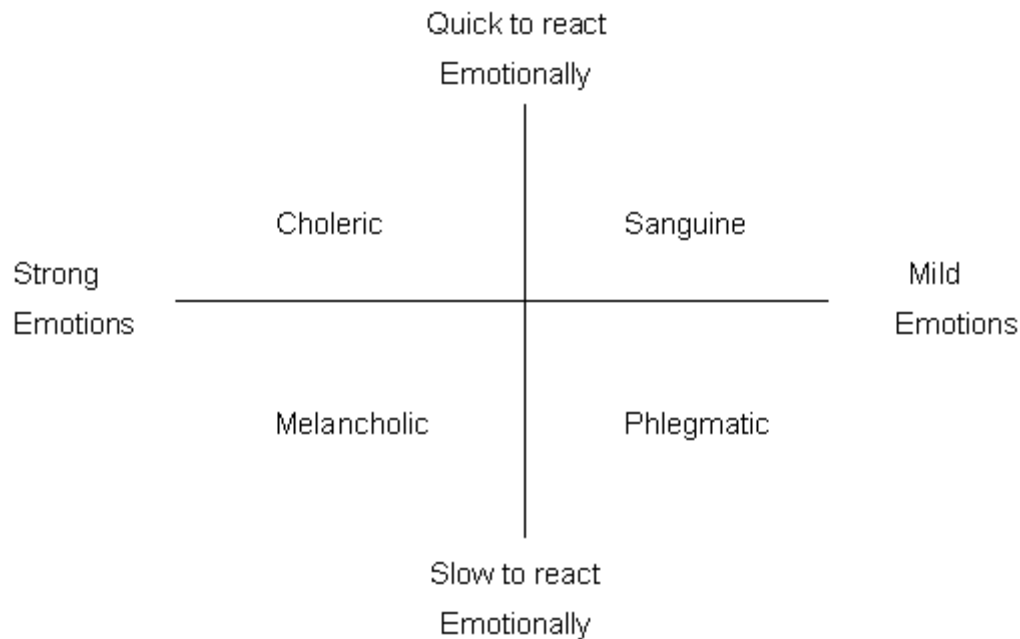 Quick to react
Emotionally
Choleric
Sanguine
Strong
Emotions
Mild
Emotions
Melancholic
Phlegmatic
Slow to react
Emotionally